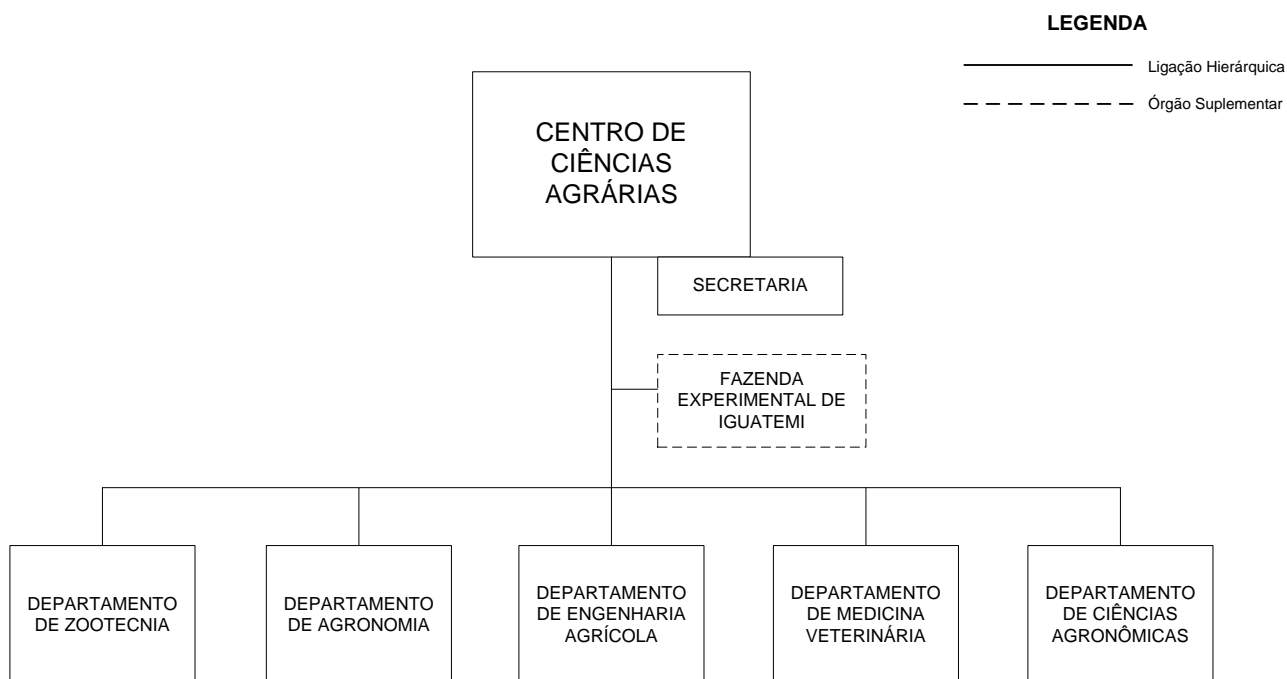 LEGENDA
Ligação Hierárquica
Órgão Suplementar
CENTRO DE
CIÊNCIAS
AGRÁRIAS
SECRETARIA
FAZENDA
EXPERIMENTAL DE
IGUATEMI
DEPARTAMENTO
DE ZOOTECNIA
DEPARTAMENTO
DE AGRONOMIA
DEPARTAMENTO
DE ENGENHARIA
AGRÍCOLA
DEPARTAMENTO
DE MEDICINA
VETERINÁRIA
DEPARTAMENTO
DE CIÊNCIAS
AGRONÔMICAS